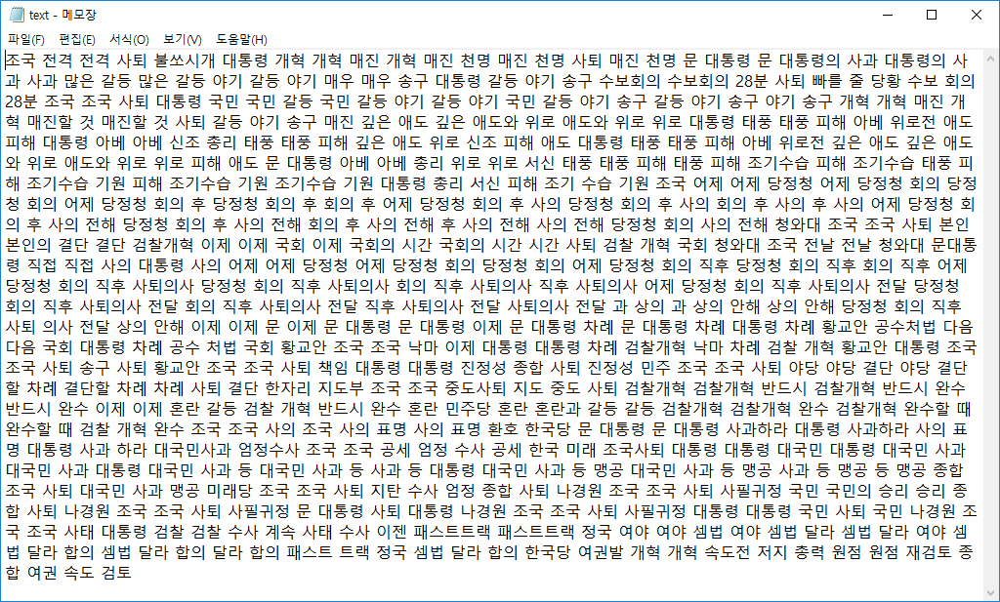 text - 메모장
파일(F) 편집(E) 서식(O) 보기(V) 도움말(H)
조국 전격 전격 사퇴 불쏘시개 대통령 개혁 개혁 매진 개혁 매진 천명 매진 천명 사퇴 매진 천명 문 대통령 문 대통령의 사과 대통령의 사
과 사과 많은 갈등 많은 갈등 야기 갈등 야기 매우 매우 송구 대통령 갈등 야기 송구 수보회의 수보회의 28분 사퇴 빠를 줄 당황 수보 회의
28분 조국 조국 사퇴 대통령 국민 국민 갈등 국민 갈등 야기 갈등 야기 국민 갈등 야기 송구 갈등 야기 송구 야기 송구 개혁 개혁 매진 개
혁 매진할 것 매진할 것 사퇴 갈등 야기 송구 매진 깊은 애도 깊은 애도와 위로 애도와 위로 위로 대통령 태풍 태풍 피해 아베 위로전 애도
피해 대통령 아베 아베 신조 총리 태풍 태풍 피해 깊은 애도 위로 신조 피해 애도 대통령 태풍 태풍 피해 아베 위로전 깊은 애도 깊은 애도
와 위로 애도와 위로 위로 피해 애도 문 대통령 아베 아베 총리 위로 위로 서신 태풍 태풍 피해 태풍 피해 조기수습 피해 조기수습 태풍 피
해 조기수습 기원 피해 조기수습 기원 조기수습 기원 대통령 총리 서신 피해 조기 수습 기원 조국 어제 어제 당정청 어제 당정청 회의 당정
청 회의 어제 당정청 회의 후 당정청 회의 후 회의 후 어제 당정청 회의 후 사의 당정청 회의 후 사의 회의 후 사의 후 사의 어제 당정청 회
의 후 사의 전해 당정청 회의 후 사의 전해 회의 후 사의 전해 후 사의 전해 사의 전해 당정청 회의 사의 전해 청와대 조국 조국 사퇴 본인
본인의 결단 결단 검찰개혁 이제 이제 국회 이제 국회의 시간 국회의 시간 시간 사퇴 검찰 개혁 국회 청와대 조국 전날 전날 청와대 문대통
령 직접 직접 사의 대통령 사의 어제 어제 당정청 어제 당정청 회의 당정청 회의 어제 당정청 회의 직후 당정청 회의 직후 회의 직후 어제
당정청 회의 직후 사퇴의사 당정청 회의 직후 사퇴의사 회의 직후 사퇴의사 직후 사퇴의사 어제 당정청 회의 직후 사퇴의사 전달 당정청
회의 직후 사퇴의사 전달 회의 직후 사퇴의사 전달 직후 사퇴의사 전달 사퇴의사 전달 과 상의 과 상의 안해 상의 안해 당정청 회의 직후
사퇴 의사 전달 상의 안해 이제 이제 문 이제 문 대통령 문 대통령 이제 문 대통령 차례 문 대통령 차례 대통령 차례 황교안 공수처법 다음
다음 국회 대통령 차례 공수 처법 국회 황교안 조국 조국 낙마 이제 대통령 대통령 차례 검찰개혁 낙마 차례 검찰 개혁 황교안 대통령 조국
조국 사퇴 송구 사퇴 황교안 조국 조국 사퇴 책임 대통령 대통령 진정성 종합 사퇴 진정성 민주 조국 조국 사퇴 야당 야당 결단 야당 결단
할 차례 결단할 차례 차례 사퇴 결단 한자리 지도부 조국 조국 중도사퇴 지도 중도 사퇴 검찰개혁 검찰개혁 반드시 검찰개혁 반드시 완수
반드시 완수 이제 이제 혼란 갈등 검찰 개혁 반드시 완수 혼란 민주당 혼란 혼란과 갈등 갈등 검찰개혁 검찰개혁 완수 검찰개혁 완수할 때
완수할 때 검찰 개혁 완수 조국 조국 사의 조국 사의 표명 사의 표명 환호 한국당 문 대통령 문 대통령 사과하라 대통령 사과하라 사의 표
명 대통령 사과 하라 대국민사과 엄정수사 조국 조국 공세 엄정 수사 공세 한국 미래 조국사퇴 대통령 대통령 대국민 대통령 대국민 사과
대국민 사과 대통령 대국민 사과 등 대국민 사과 등 사과 등 대통령 대국민 사과 등 맹공 대국민 사과 등 맹공 사과 등 맹공 등 맹공 종합
조국 사퇴 대국민 사과 맹공 미래당 조국 조국 사퇴 지탄 수사 엄정 종합 사퇴 나경원 조국 조국 사퇴 사필귀정 국민 국민의 승리 승리 종
합 사퇴 나경원 조국 조국 사퇴 사필귀정 문 대통령 사퇴 대통령 나경원 조국 조국 사퇴 사필귀정 대통령 대통령 국민 사퇴 국민 나경원 조
국 조국 사태 대통령 검찰 검찰 수사 계속 사태 수사 이젠 패스트트랙 패스트트랙 정국 여야 여야 셈법 여야 셈법 달라 셈법 달라 여야 셈
법 달라 합의 셈법 달라 합의 달라 합의 패스트 트랙 정국 셈법 달라 합의 한국당 여권발 개혁 개혁 속도전 저지 총력 원점 원점 재검토 종
합 여권 속도 검토